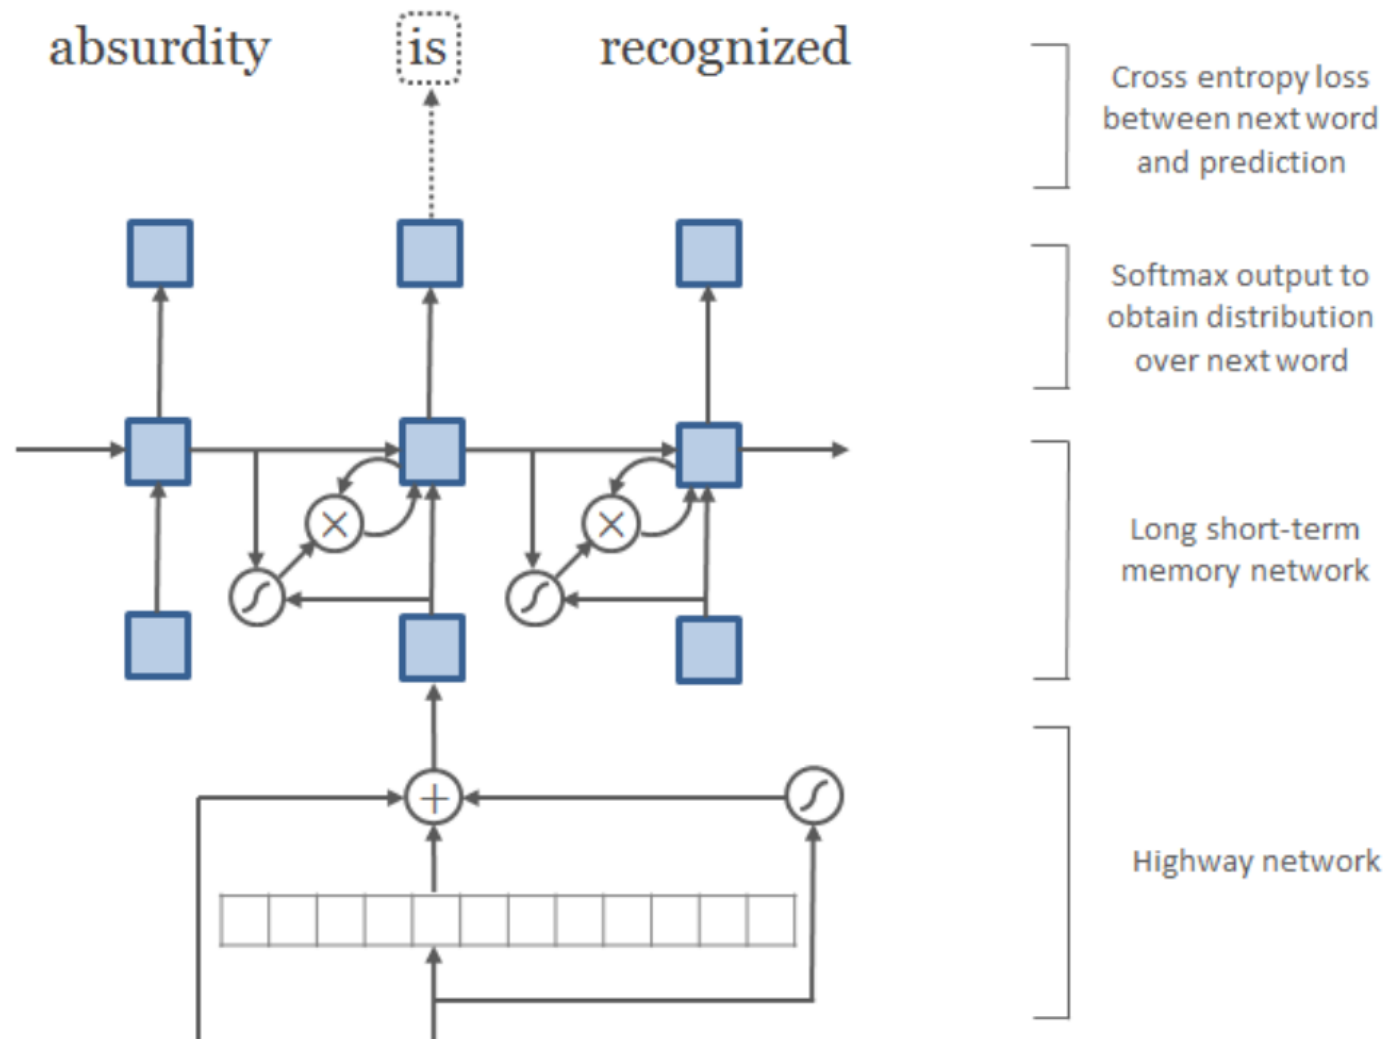 absurdity is recognized
Cross entropy loss
between next word
and prediction
Softmax output to
obtain distribution
over next word
Long short-term
memory network
Highway network